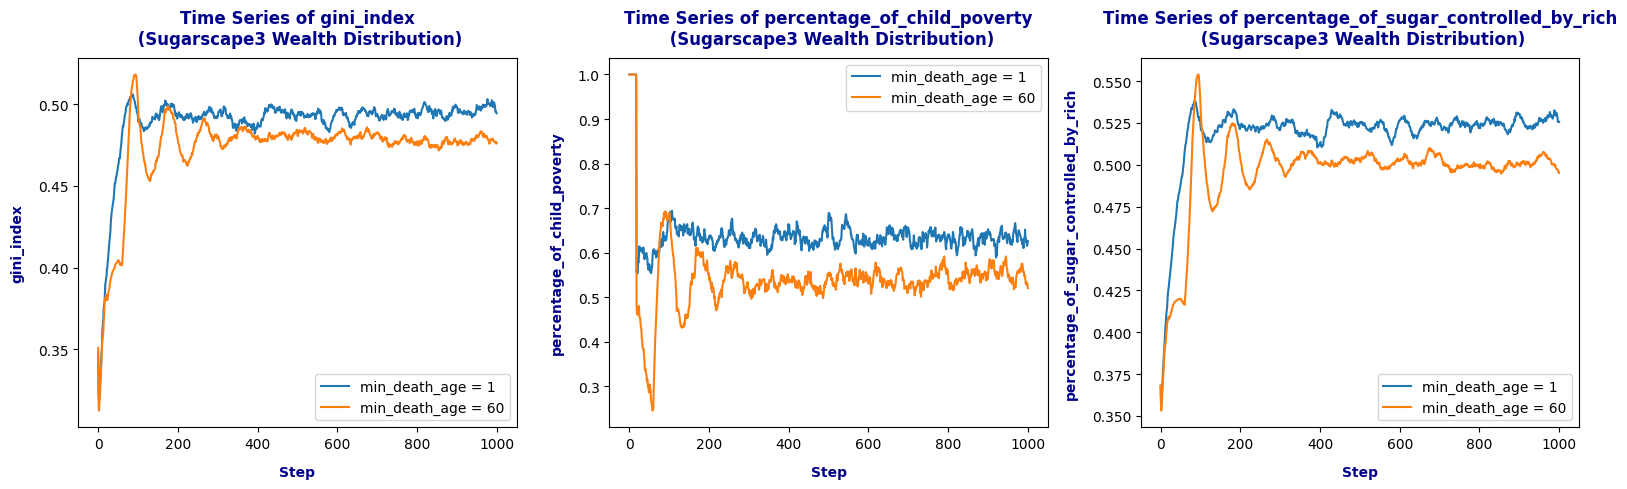 Time Series of gini_index
(Sugarscape3 Wealth Distribution)
gini_index
0.50
0.45
0.40
0.35
min_death_age = 1
min_death_age = 60
0
200
400
600
800
1000
Step
Time Series of percentage_of_child_poverty
(Sugarscape3 Wealth Distribution)
percentage_of_child_poverty
1.0
0.9
0.8
0.7
0.6
0.5
0.4
0.3
min_death_age = 1
min_death_age = 60
0
200
400
600
800
1000
Step
Time Series of percentage_of_sugar_controlled_by_rich
(Sugarscape3 Wealth Distribution)
percentage_of_sugar_controlled_by_rich
0.550
0.525
0.500
0.475
0.450
0.425
0.400
0.375
0.350
min_death_age = 1
min_death_age = 60
0
200
400
600
800
1000
Step